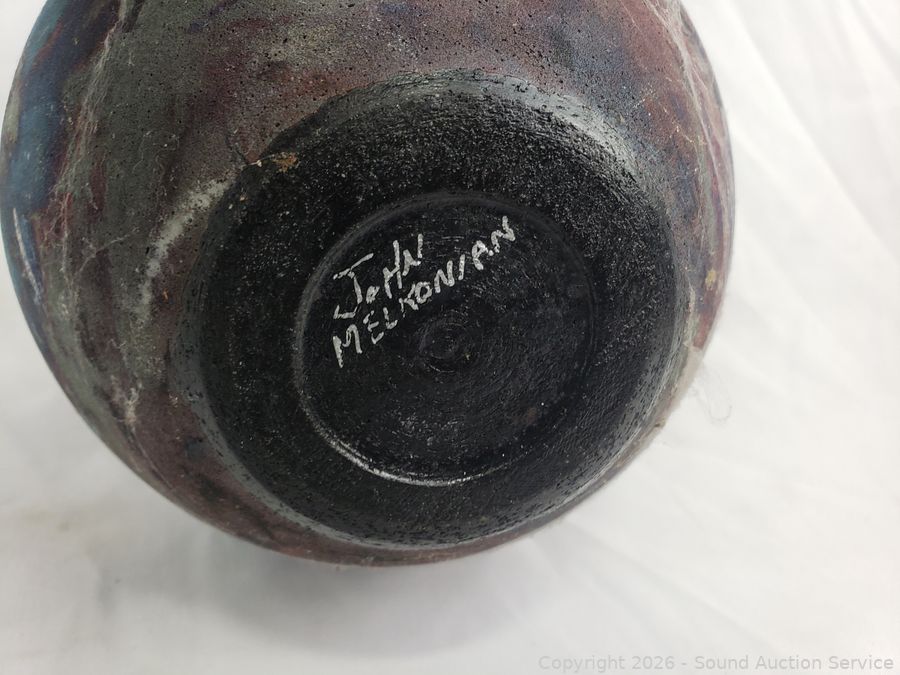 JOHN
MELKONIAN
Copyright 2026 - Sound Auction Service